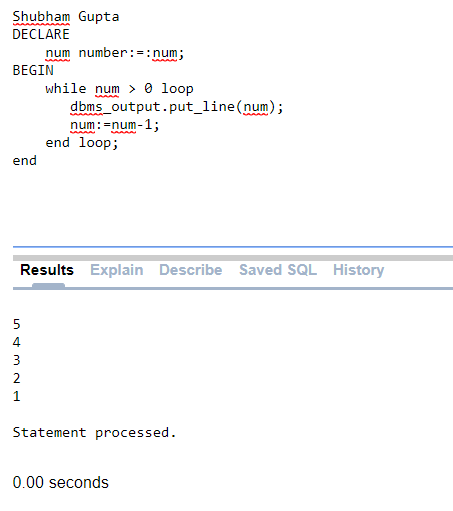 Shubham Gupta
DECLARE
num number:=:num;
BEGIN
while num > 0 loop
dbms_output.put_line(num);
num:=num-1;
end loop;
end
Results Explain Describe Saved SQL History
5
4
3
2
1
Statement processed.
0.00 seconds